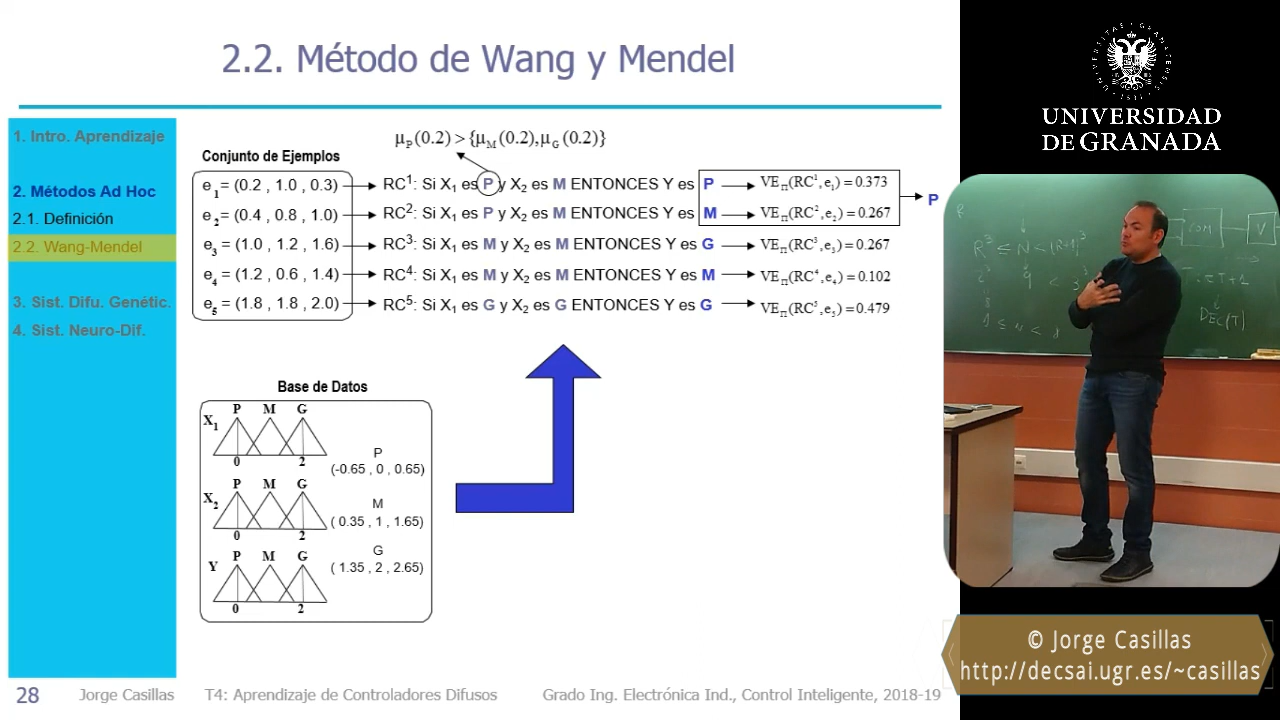 2.2. Método de Wang y Mendel
UNIVERSIDAD
DE GRANADA
1. Intro. Aprendizaje
2. Métodos Ad Hoc
2.1. Definición
2.2. Wang-Mendel
3. Sist. Difu. Genétic.
4. Sist. Neuro-Dif.
μP(0.2) > {μM(0.2), μG(0.2)}
Conjunto de Ejemplos
e1 = (0.2 , 1.0 , 0.3) RC1: Si X1 es P y X2 es M ENTONCES Y es P VEΠ(RC1, e1) = 0.373
P
e2 = (0.4 , 0.8 , 1.0) RC2: Si X1 es P y X2 es M ENTONCES Y es M VEΠ(RC2, e2) = 0.267
e3 = (1.0 , 1.2 , 1.6) RC3: Si X1 es M y X2 es M ENTONCES Y es G VEΠ(RC3, e3) = 0.267
e4 = (1.2 , 0.6 , 1.4) RC4: Si X1 es M y X2 es M ENTONCES Y es M VEΠ(RC4, e4) = 0.102
e5 = (1.8 , 1.8 , 2.0) RC5: Si X1 es G y X2 es G ENTONCES Y es G VEΠ(RC5, e5) = 0.479
Base de Datos
P M G
X1
0 2
P
(-0.65 , 0 , 0.65)
P M G
X2
0 2
M
( 0.35 , 1 , 1.65)
P M G
Y
0 2
G
( 1.35 , 2 , 2.65)
28 Jorge Casillas T4: Aprendizaje de Controladores Difusos Grado Ing. Electrónica Ind., Control Inteligente, 2018-19
© Jorge Casillas
http://decsai.ugr.es/~casillas